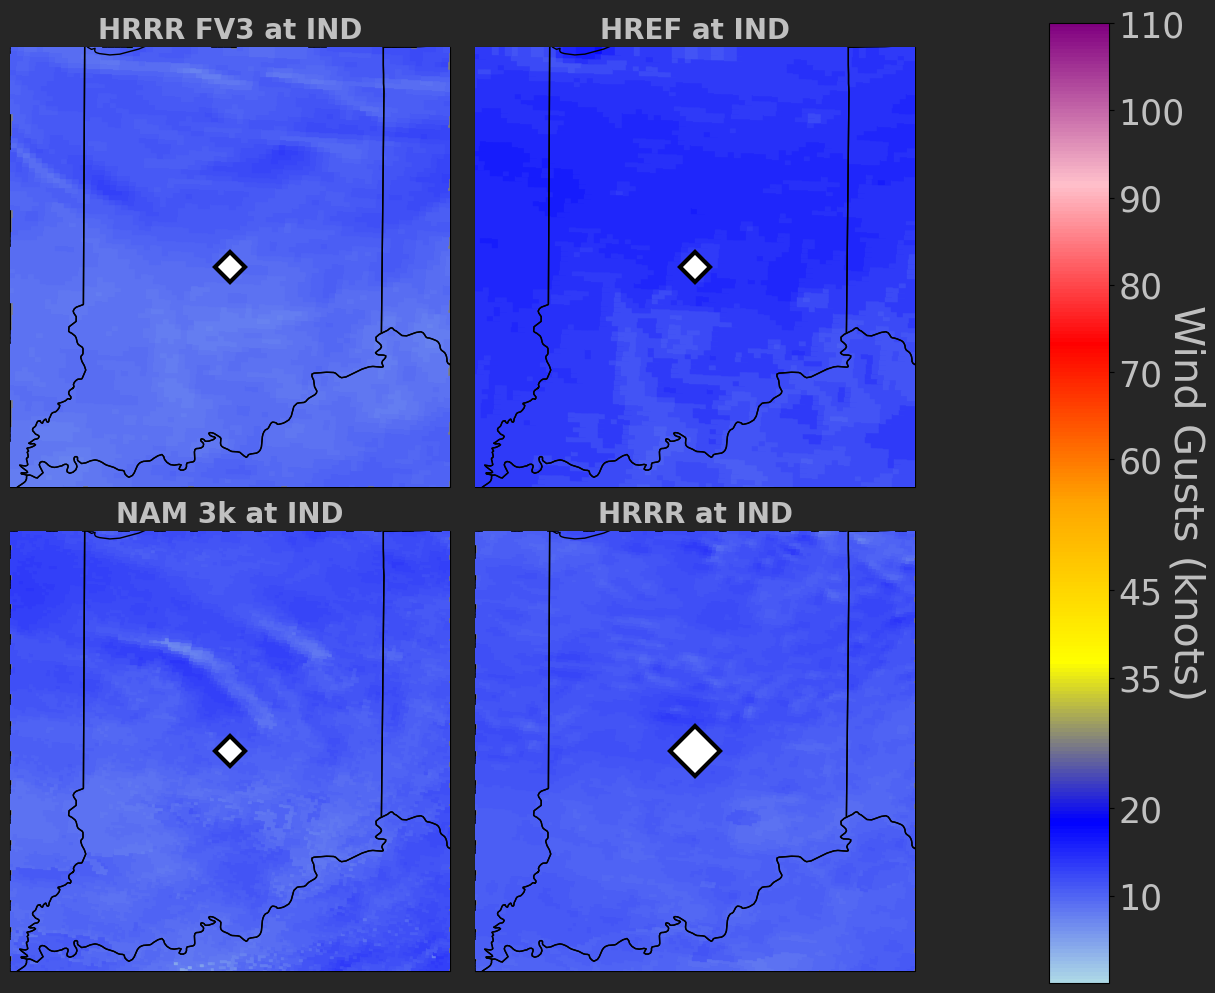 HRRR FV3 at IND
HREF at IND
NAM 3k at IND
HRRR at IND
110
100
90
80
70
60
45
35
20
10
Wind Gusts (knots)